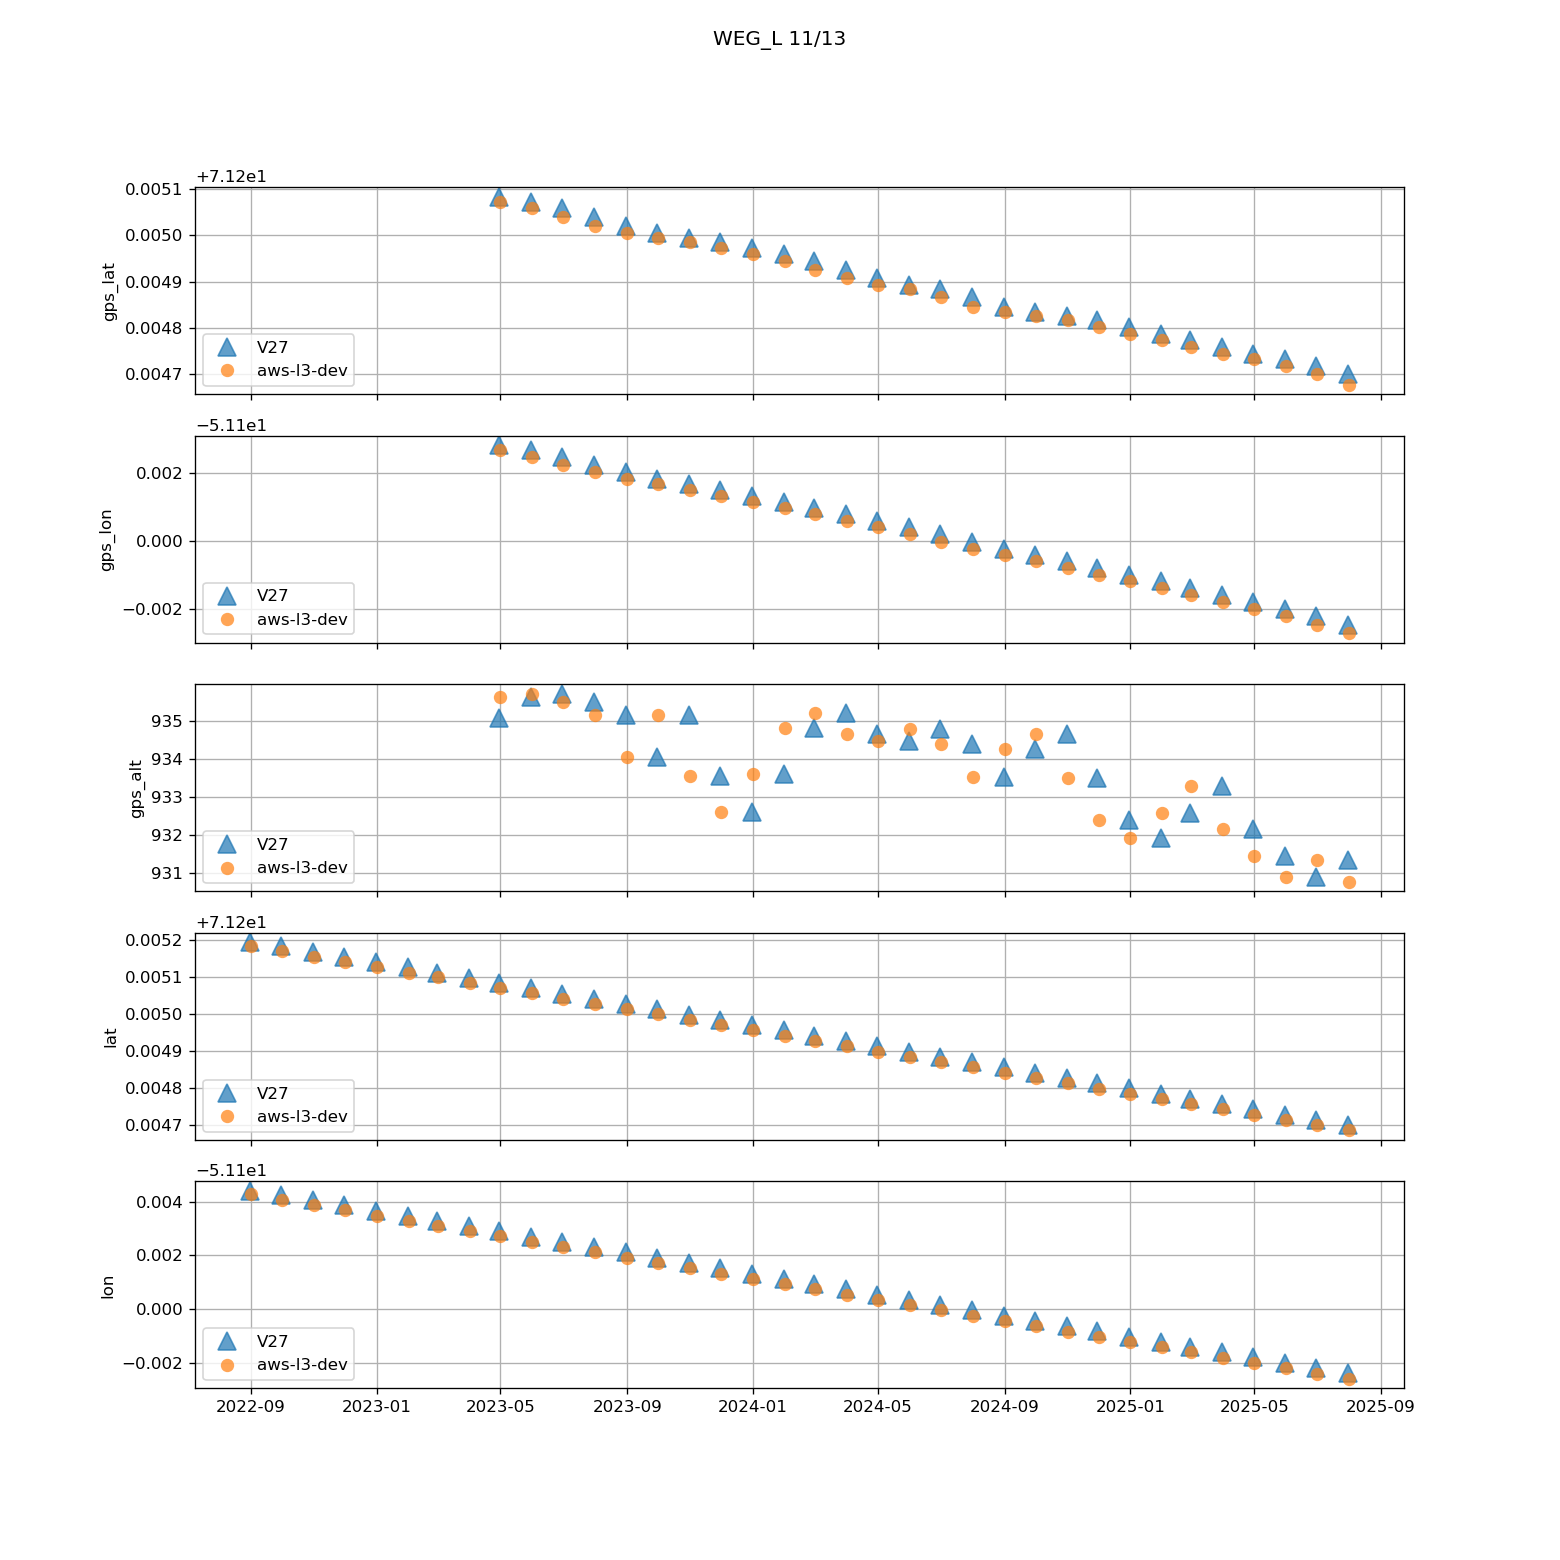 WEG_L 11/13
+7.12e1
0.0051
0.0050
0.0049
0.0048
0.0047
gps_lat
V27
aws-l3-dev
−5.11e1
0.002
0.000
−0.002
gps_lon
V27
aws-l3-dev
935
934
933
932
931
gps_alt
V27
aws-l3-dev
+7.12e1
0.0052
0.0051
0.0050
0.0049
0.0048
0.0047
lat
V27
aws-l3-dev
−5.11e1
0.004
0.002
0.000
−0.002
lon
V27
aws-l3-dev
2022-09 2023-01 2023-05 2023-09 2024-01 2024-05 2024-09 2025-01 2025-05 2025-09